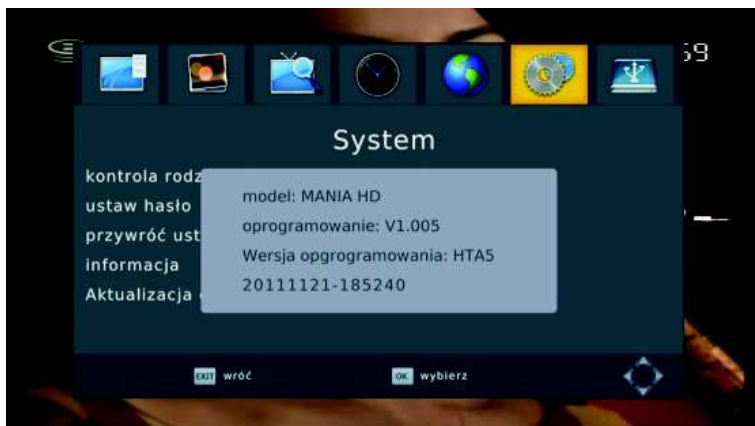 59
System
kontrola rodz
ustaw hasło
przywróć ust
informacja
Aktualizacja
model: MANIA HD
oprogramowanie: V1.005
Wersja opgrogramowania: HTA5
20111121-185240
EXIT wróć
OK wybierz